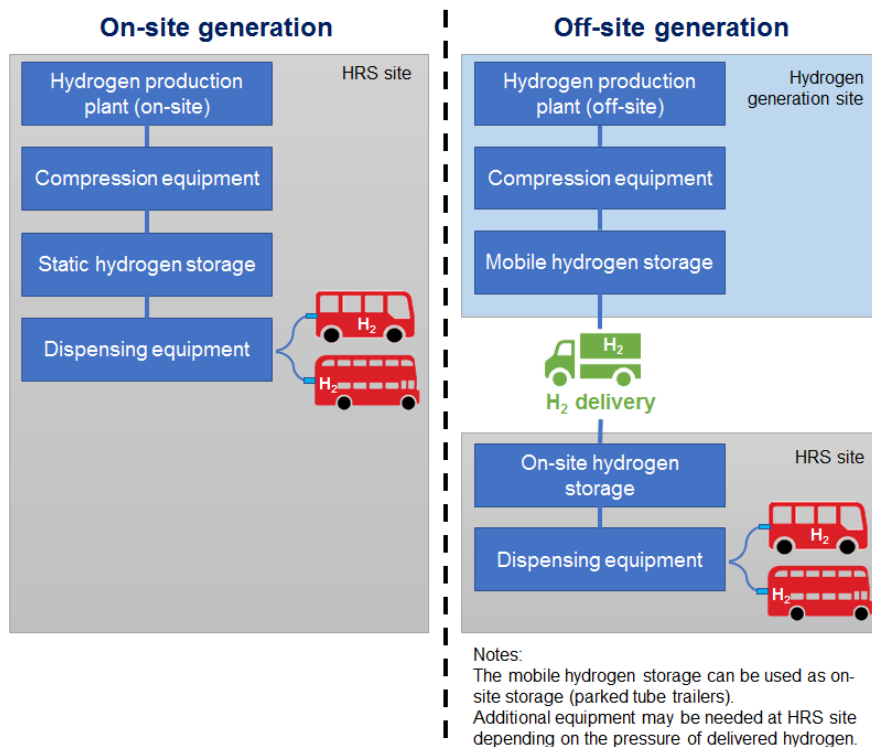 On-site generation
HRS site
Hydrogen production
plant (on-site)
Compression equipment
Static hydrogen storage
Dispensing equipment
H2
H2
Off-site generation
Hydrogen
generation site
Hydrogen production
plant (off-site)
Compression equipment
Mobile hydrogen storage
H2
H2 delivery
HRS site
On-site hydrogen
storage
Dispensing equipment
H2
H2
Notes:
The mobile hydrogen storage can be used as on-
site storage (parked tube trailers).
Additional equipment may be needed at HRS site
depending on the pressure of delivered hydrogen.